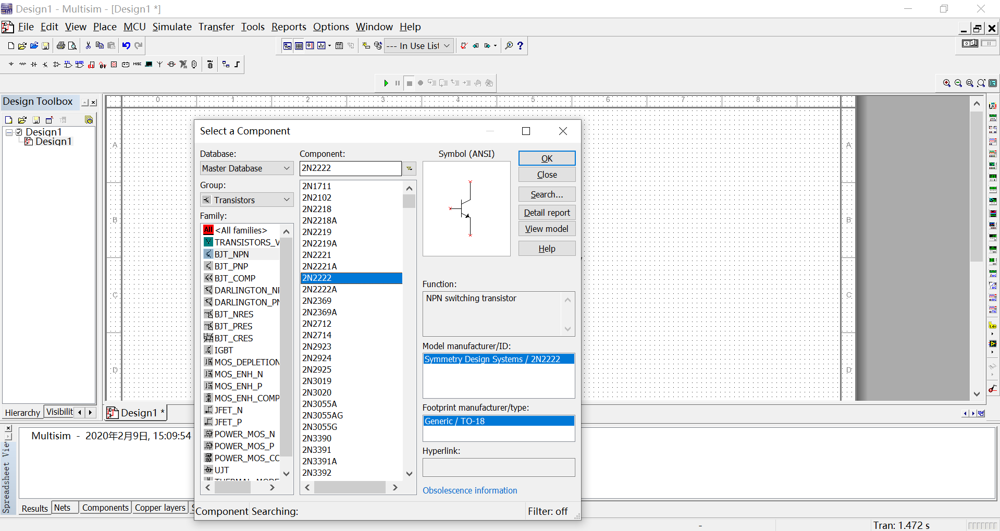 Design1 - Multisim - [Design1 *]
File Edit View Place MCU Simulate Transfer Tools Reports Options Window Help
--- In Use List
MISC
Design Toolbox
Design1
Design1
Hierarchy
Visibilit
0 1 2 3 4 5 6 7 8
A
B
C
D
A
B
C
D
Select a Component
Database:
Master Database
Group:
Transistors
Family:
All <All families>
TRANSISTORS_V
BJT_NPN
BJT_PNP
BJT_COMP
DARLINGTON_NP
DARLINGTON_PN
BJT_NRES
BJT_PRES
BJT_CRES
IGBT
MOS_DEPLETION
MOS_ENH_N
MOS_ENH_P
MOS_ENH_COMP
JFET_N
JFET_P
POWER_MOS_N
POWER_MOS_P
POWER_MOS_CO
UJT
Component:
2N2222
2N1711
2N2102
2N2218
2N2218A
2N2219
2N2219A
2N2221
2N2221A
2N2222
2N2222A
2N2369
2N2369A
2N2712
2N2714
2N2923
2N2924
2N2925
2N3019
2N3020
2N3055A
2N3055AG
2N3055G
2N3390
2N3391
2N3391A
2N3392
Symbol (ANSI)
OK
Close
Search...
Detail report
View model
Help
Function:
NPN switching transistor
Model manufacturer/ID:
Symmetry Design Systems / 2N2222
Footprint manufacturer/type:
Generic / TO-18
Hyperlink:
Obsolescence information
Component Searching:
Filter: off
Design1 *
Spreadsheet Vie
Multisim - 2020年2月9日, 15:09:54
Results
Nets
Components
Copper layers
-
Tran: 1.472 s